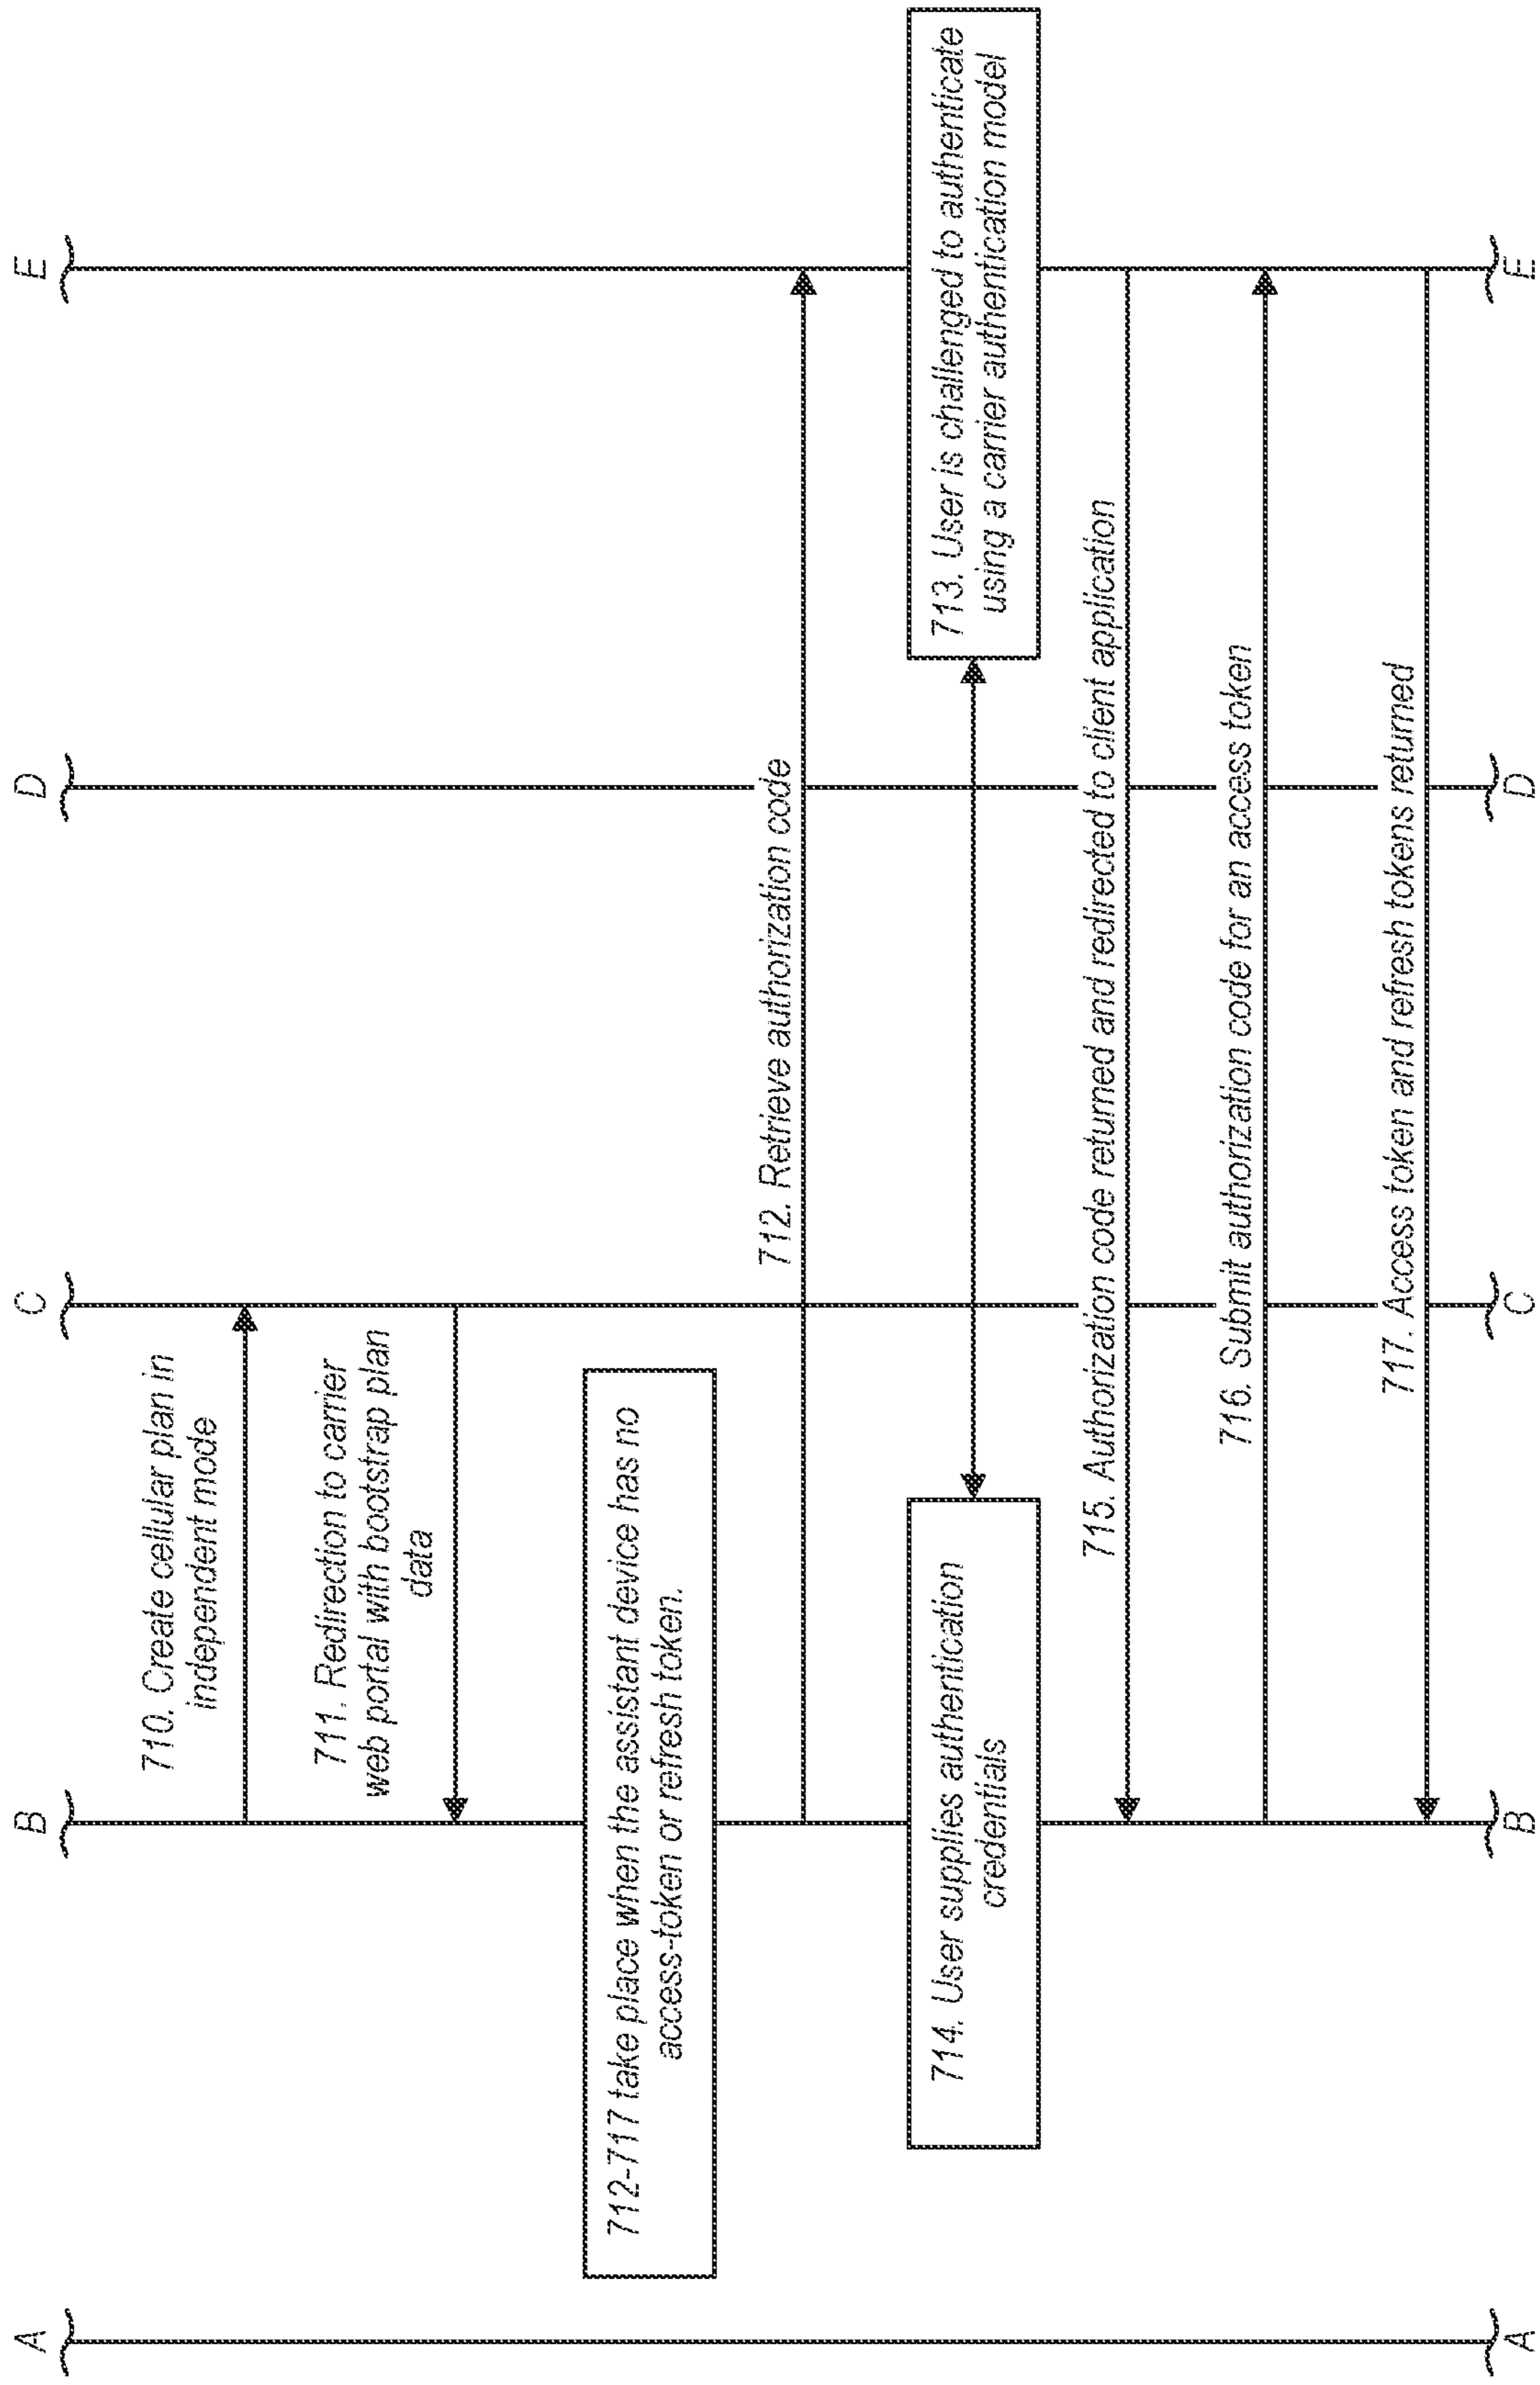 A
B
C
D
E
710. Create cellular plan in
independent mode
711. Redirection to carrier
web portal with bootstrap plan
data
712-717 take place when the assistant device has no
access-token or refresh token.
712. Retrieve authorization code
714. User supplies authentication
credentials
713. User is challenged to authenticate
using a carrier authentication model
715. Authorization code returned and redirected to client application
716. Submit authorization code for an access token
717. Access token and refresh tokens returned
A
B
C
D
E